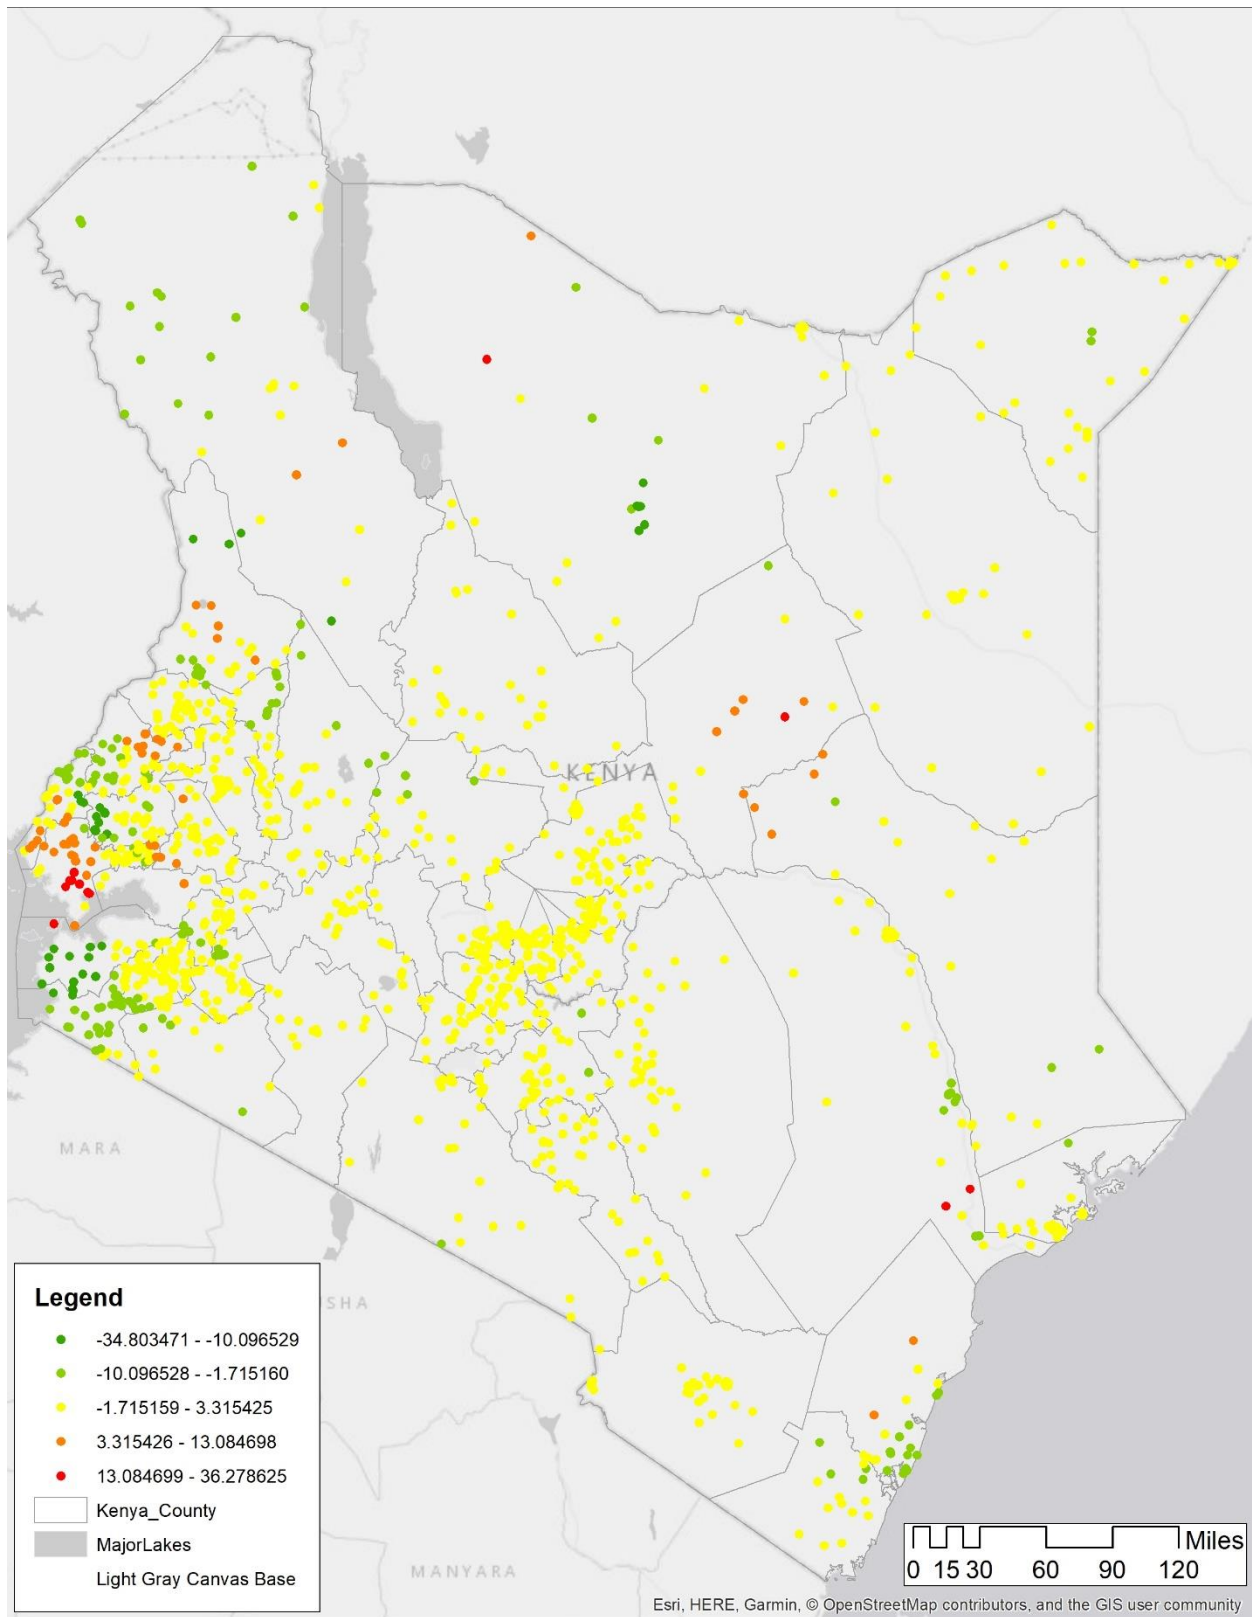 KENYA
MARA
SHA
MANYARA
Legend
-34.803471 - -10.096529
-10.096528 - -1.715160
-1.715159 - 3.315425
3.315426 - 13.084698
13.084699 - 36.278625
Kenya_County
MajorLakes
Light Gray Canvas Base
Miles
0 15 30 60 90 120
Esri, HERE, Garmin, © OpenStreetMap contributors, and the GIS user community